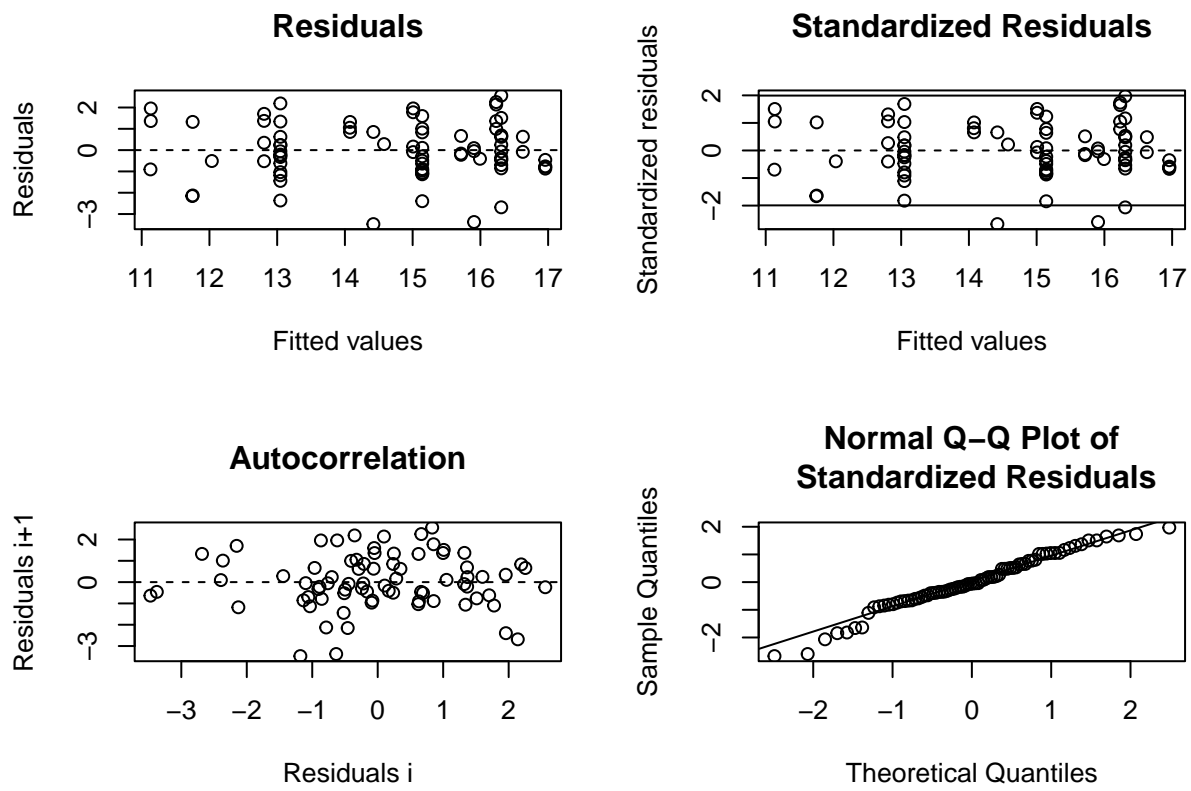 Residuals
Residuals
2
0
−3
11 12 13 14 15 16 17
Fitted values
Standardized Residuals
Standardized residuals
2
0
−2
11 12 13 14 15 16 17
Fitted values
Autocorrelation
Residuals i+1
2
0
−3
−3 −2 −1 0 1 2
Residuals i
Normal Q−Q Plot of
Standardized Residuals
Sample Quantiles
2
0
−2
−2 −1 0 1 2
Theoretical Quantiles